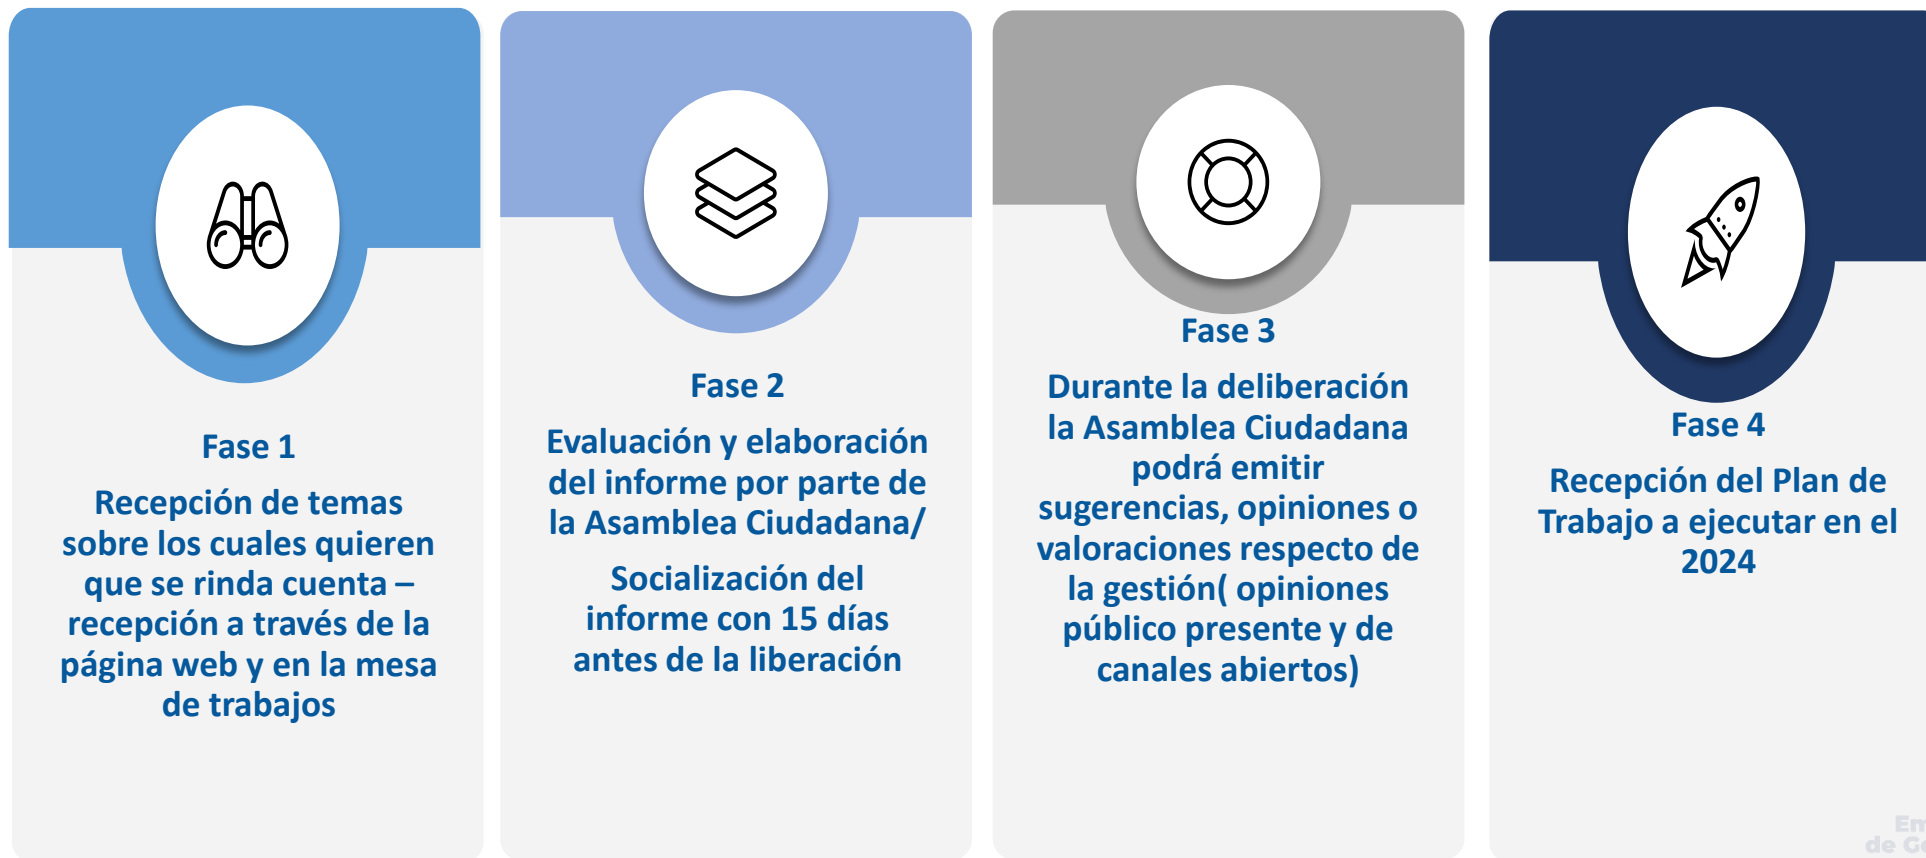 Fase 1
Recepción de temas
sobre los cuales quieren
que se rinda cuenta –
recepción a través de la
página web y en la mesa
de trabajos
Fase 2
Evaluación y elaboración
del informe por parte de
la Asamblea Ciudadana/
Socialización del
informe con 15 días
antes de la liberación
Fase 3
Durante la deliberación
la Asamblea Ciudadana
podrá emitir
sugerencias, opiniones o
valoraciones respecto de
la gestión( opiniones
público presente y de
canales abiertos)
Fase 4
Recepción del Plan de
Trabajo a ejecutar en el
2024
de